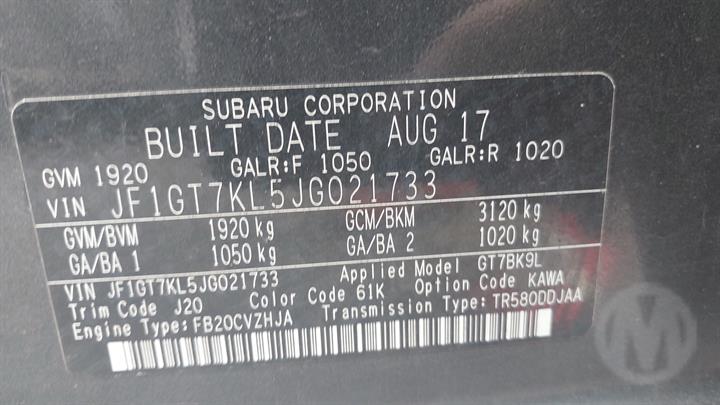 SUBARU CORPORATION
BUILT DATE AUG 17
GVM 1920 GALR:F 1050 GALR:R 1020
VIN JF1GT7KL5JG021733
GVM/BVM 1920 kg GCM/BKM 3120 kg
GA/BA 1 1050 kg GA/BA 2 1020 kg
VIN JF1GT7KL5JG021733 Applied Model GT7BK9L
Trim Code J20 Color Code 61K Option Code KAWA
Engine Type:FB20CVZHJA Transmission Type:TR580DDJAA
M